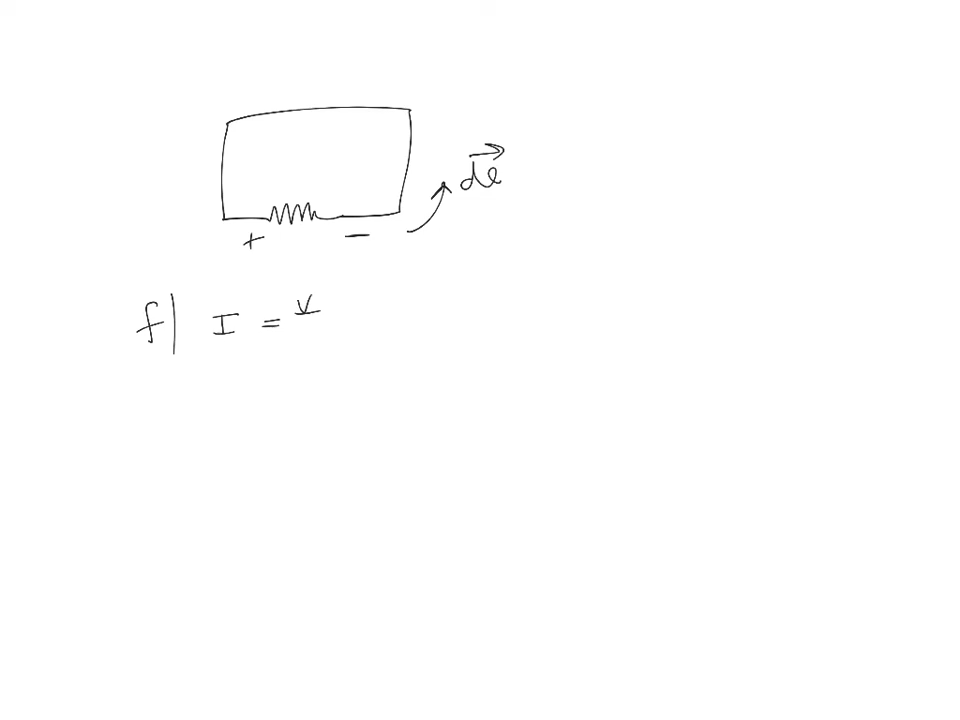 dl
+ −
f| I = V